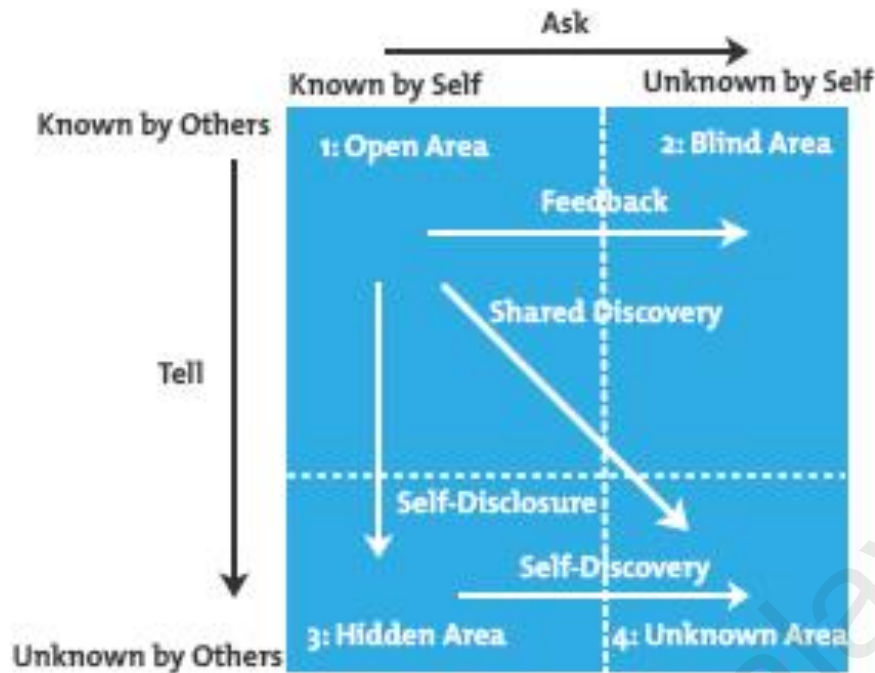 Ask
Known by Self
Unknown by Self
Known by Others
1: Open Area
2: Blind Area
Feedback
Shared Discovery
Tell
Self-Disclosure
Self-Discovery
3: Hidden Area
4: Unknown Area
Unknown by Others